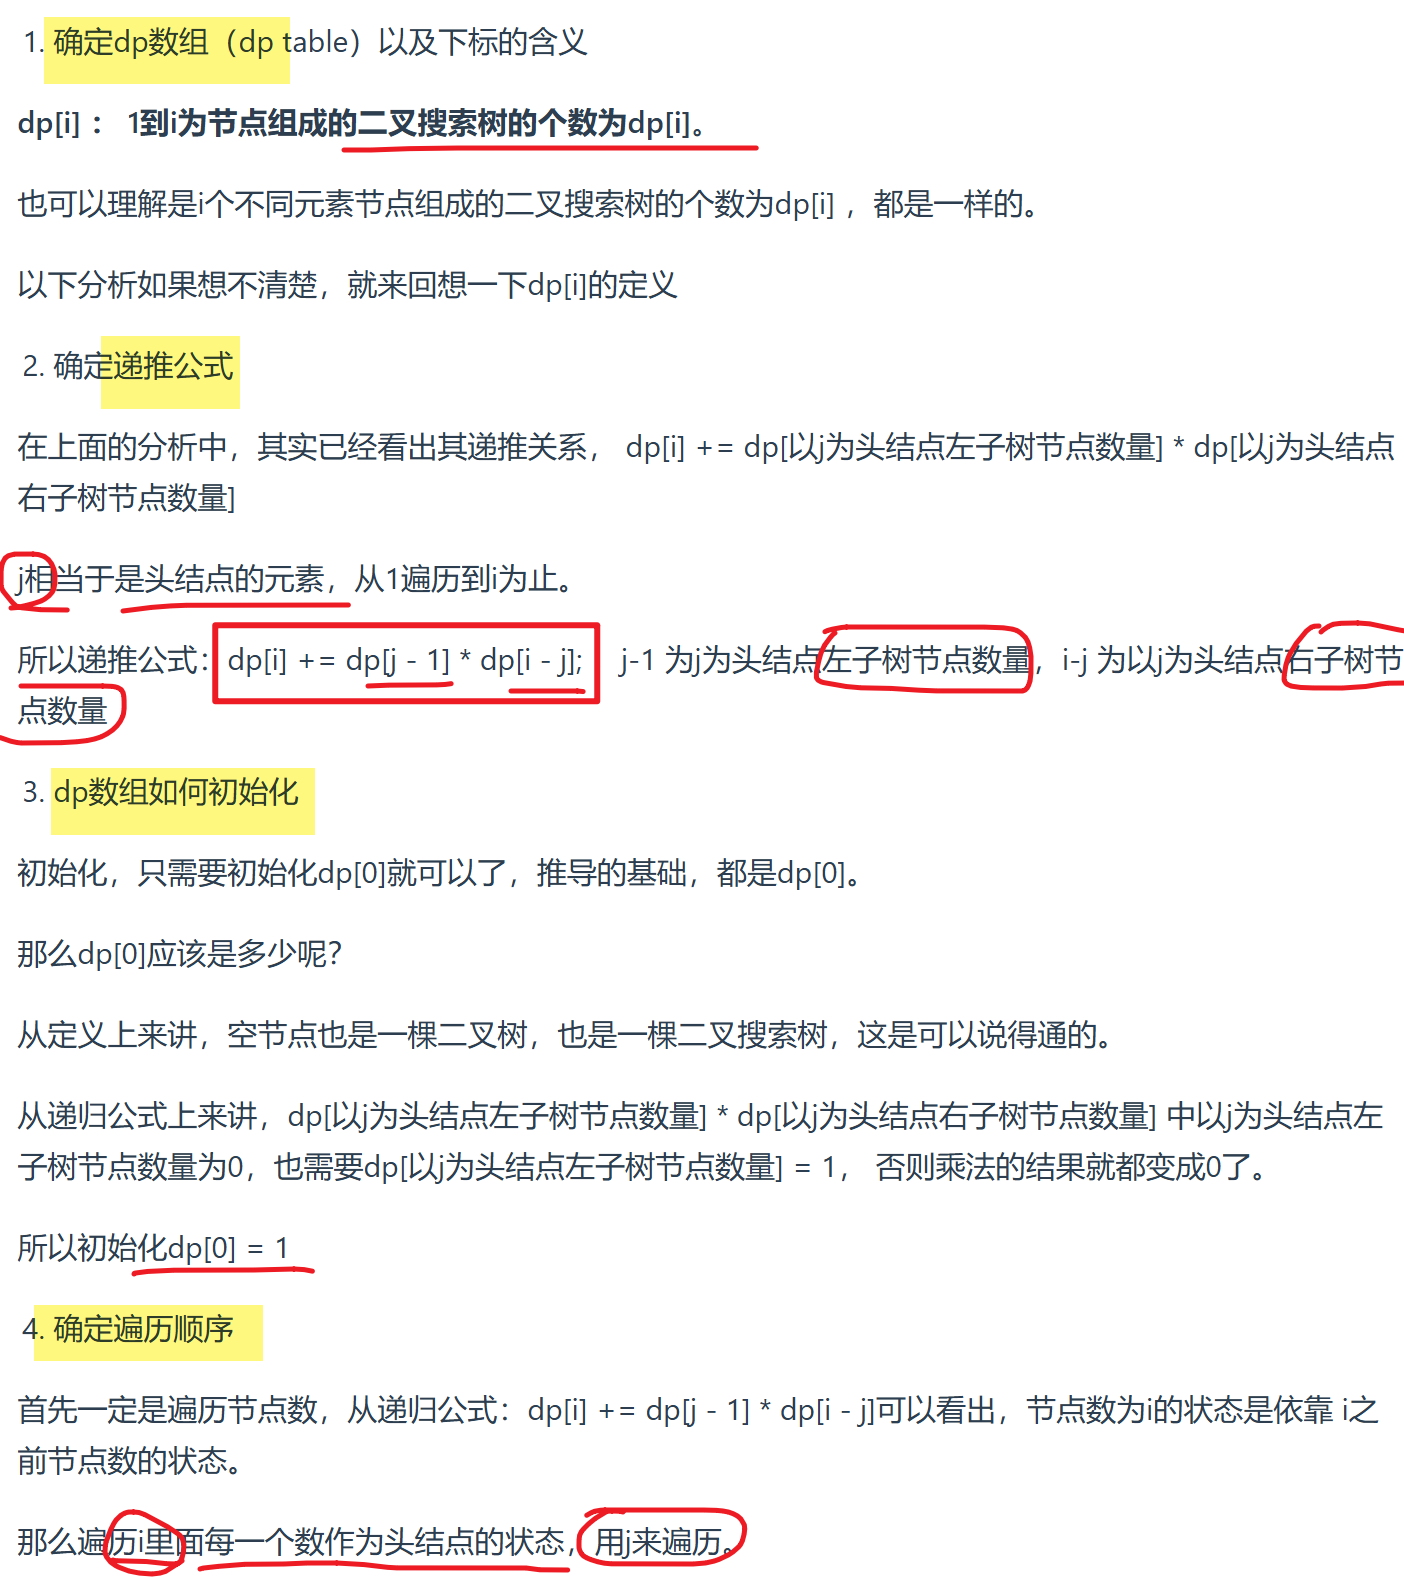 1. 确定dp数组（dp table）以及下标的含义
dp[i] ： 1到i为节点组成的二叉搜索树的个数为dp[i]。
也可以理解是i个不同元素节点组成的二叉搜索树的个数为dp[i] ，都是一样的。
以下分析如果想不清楚，就来回想一下dp[i]的定义
2. 确定递推公式
在上面的分析中，其实已经看出其递推关系， dp[i] += dp[以j为头结点左子树节点数量] * dp[以j为头结点
右子树节点数量]
j相当于是头结点的元素，从1遍历到i为止。
所以递推公式：dp[i] += dp[j - 1] * dp[i - j]; j-1 为j为头结点左子树节点数量，i-j 为以j为头结点右子树节
点数量
3. dp数组如何初始化
初始化，只需要初始化dp[0]就可以了，推导的基础，都是dp[0]。
那么dp[0]应该是多少呢？
从定义上来讲，空节点也是一棵二叉树，也是一棵二叉搜索树，这是可以说得通的。
从递归公式上来讲，dp[以j为头结点左子树节点数量] * dp[以j为头结点右子树节点数量] 中以j为头结点左
子树节点数量为0，也需要dp[以j为头结点左子树节点数量] = 1， 否则乘法的结果就都变成0了。
所以初始化dp[0] = 1
4. 确定遍历顺序
首先一定是遍历节点数，从递归公式：dp[i] += dp[j - 1] * dp[i - j]可以看出，节点数为i的状态是依靠 i之
前节点数的状态。
那么遍历i里面每一个数作为头结点的状态，用j来遍历。